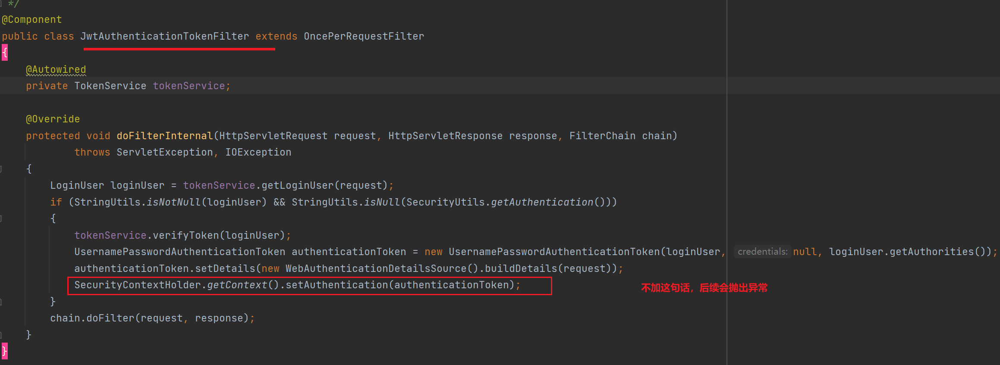 */
@Component
public class JwtAuthenticationTokenFilter extends OncePerRequestFilter
{
@Autowired
private TokenService tokenService;
@Override
protected void doFilterInternal(HttpServletRequest request, HttpServletResponse response, FilterChain chain)
throws ServletException, IOException
{
LoginUser loginUser = tokenService.getLoginUser(request);
if (StringUtils.isNotNull(loginUser) && StringUtils.isNull(SecurityUtils.getAuthentication()))
{
tokenService.verifyToken(loginUser);
UsernamePasswordAuthenticationToken authenticationToken = new UsernamePasswordAuthenticationToken(loginUser, credentials: null, loginUser.getAuthorities());
authenticationToken.setDetails(new WebAuthenticationDetailsSource().buildDetails(request));
SecurityContextHolder.getContext().setAuthentication(authenticationToken); 不加这句话，后续会抛出异常
}
chain.doFilter(request, response);
}
}